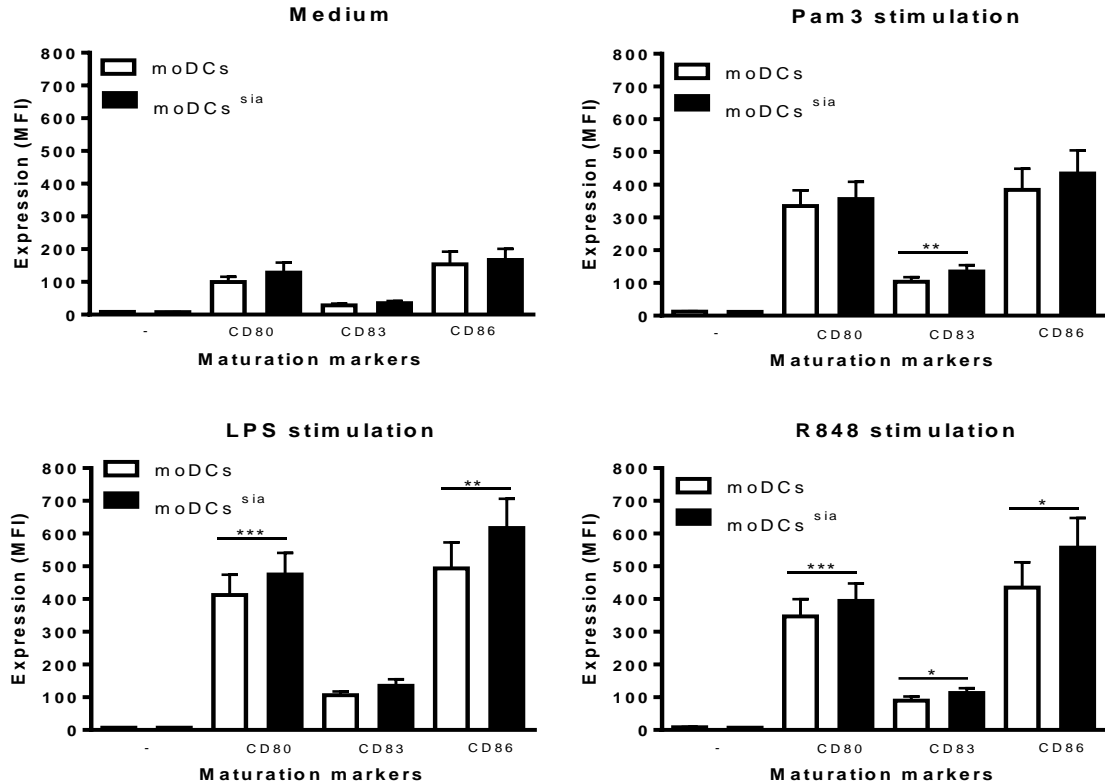 Medium
800
700
600
500
400
300
200
100
0
Expression (MFI)
moDCs
moDCs sia
- CD80 CD83 CD86
Maturation markers
Pam3 stimulation
800
700
600
500
400
300
200
100
0
Expression (MFI)
moDCs
moDCs sia
**
- CD80 CD83 CD86
Maturation markers
LPS stimulation
800
700
600
500
400
300
200
100
0
Expression (MFI)
moDCs
moDCs sia
***
**
- CD80 CD83 CD86
Maturation markers
R848 stimulation
800
700
600
500
400
300
200
100
0
Expression (MFI)
moDCs
moDCs sia
***
*
*
- CD80 CD83 CD86
Maturation markers